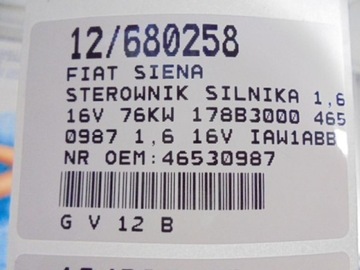 12/680258
FIAT SIENA
STEROWNIK SILNIKA 1,6
16V 76KW 178B3000 465
0987 1,6 16V IAW1ABB
NR OEM:46530987
G V 12 B